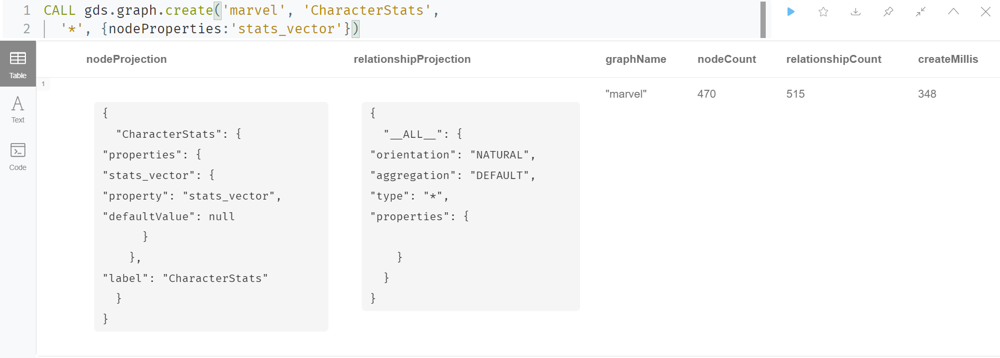 1 CALL gds.graph.create('marvel', 'CharacterStats',
2 '*', {nodeProperties:'stats_vector'})
Table
Text
Code
nodeProjection relationshipProjection graphName nodeCount relationshipCount createMillis
1
{
"CharacterStats": {
"properties": {
"stats_vector": {
"property": "stats_vector",
"defaultValue": null
}
},
"label": "CharacterStats"
}
}
{
"__ALL__": {
"orientation": "NATURAL",
"aggregation": "DEFAULT",
"type": "*",
"properties": {
}
}
}
"marvel" 470 515 348